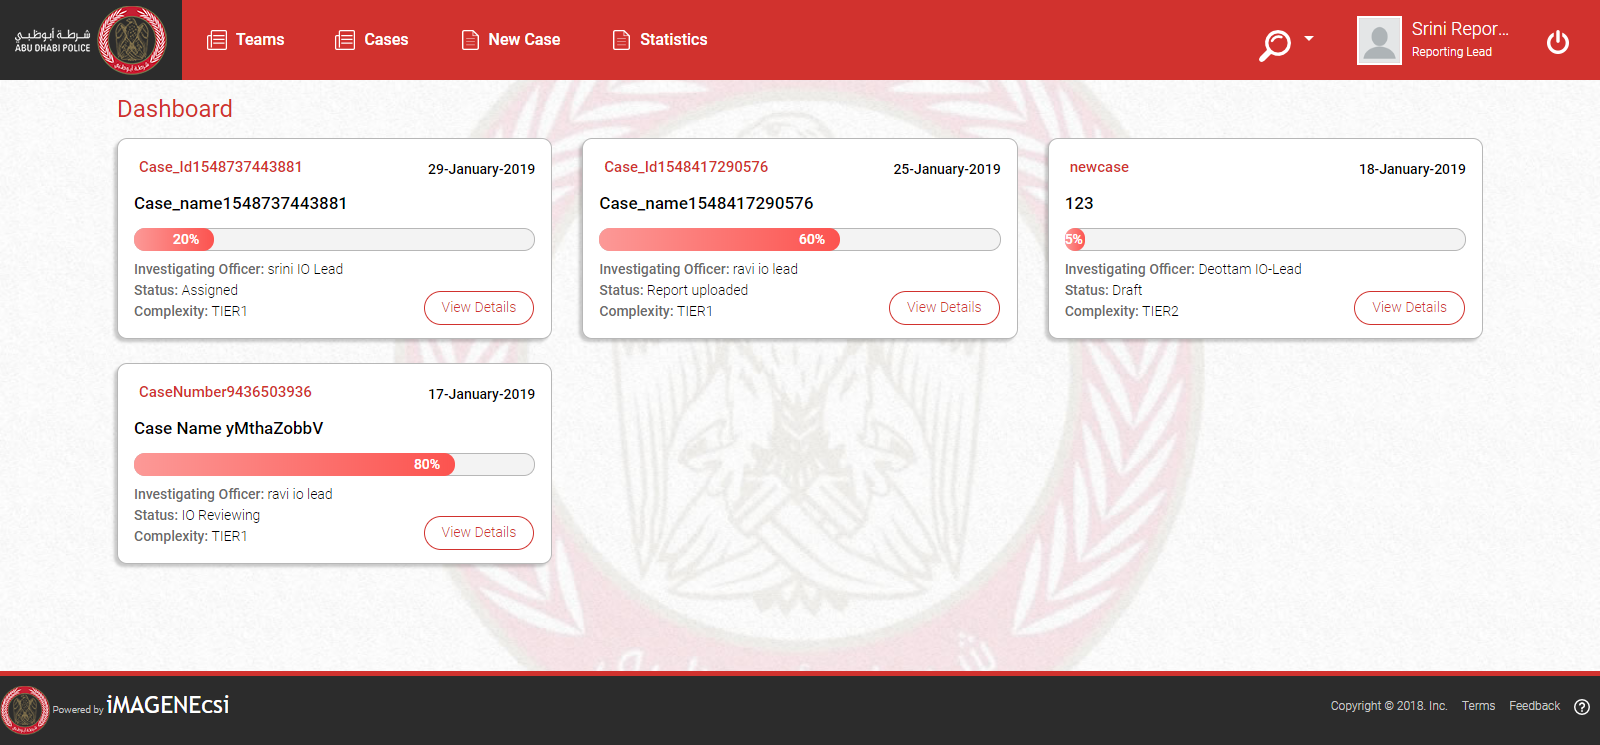 شرطة أبوظبي
ABU DHABI POLICE
Teams
Cases
New Case
Statistics
Srini Repor...
Reporting Lead
Dashboard
Case_Id1548737443881
29-January-2019
Case_name1548737443881
20%
Investigating Officer: srini IO Lead
Status: Assigned
Complexity: TIER1
View Details
Case_Id1548417290576
25-January-2019
Case_name1548417290576
60%
Investigating Officer: ravi io lead
Status: Report uploaded
Complexity: TIER1
View Details
newcase
18-January-2019
123
5%
Investigating Officer: Deottam IO-Lead
Status: Draft
Complexity: TIER2
View Details
CaseNumber9436503936
17-January-2019
Case Name yMthaZobbV
80%
Investigating Officer: ravi io lead
Status: IO Reviewing
Complexity: TIER1
View Details
Powered by iMAGENEcsi
Copyright © 2018. Inc.
Terms
Feedback